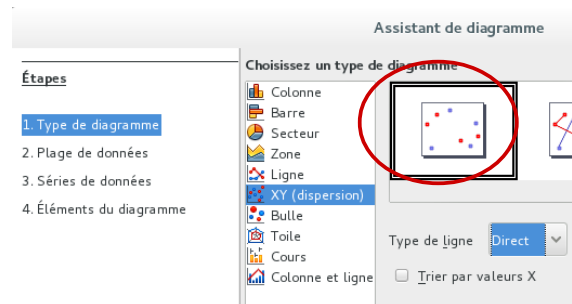 Assistant de diagramme
Étapes
1. Type de diagramme
2. Plage de données
3. Séries de données
4. Éléments du diagramme
Choisissez un type de diagramme
Colonne
Barre
Secteur
Zone
Ligne
XY (dispersion)
Bulle
Toile
Cours
Colonne et ligne
Type de ligne Direct
Trier par valeurs X